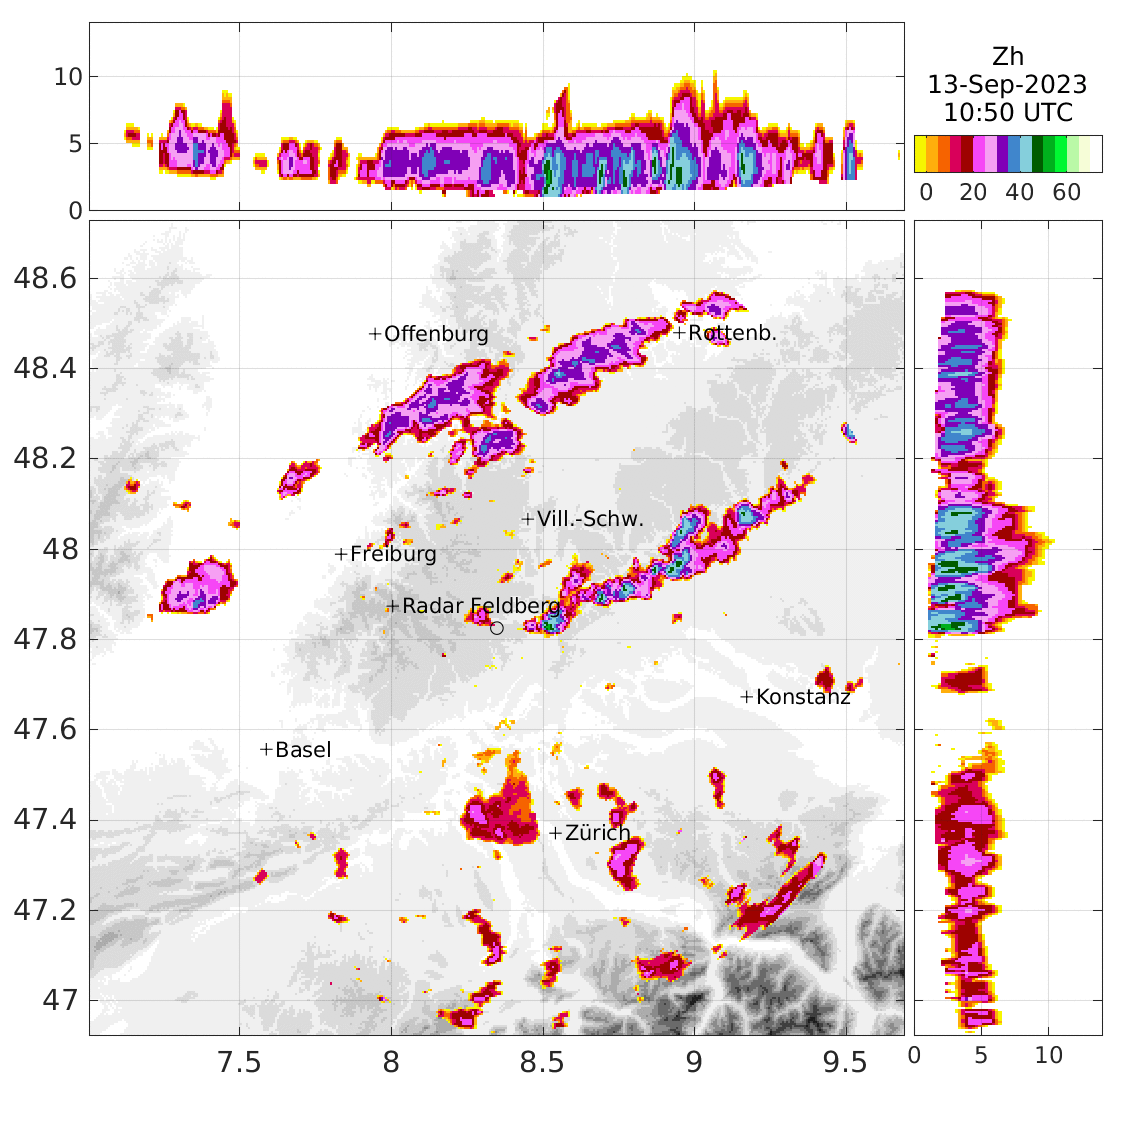 10
5
0
Zh
13-Sep-2023
10:50 UTC
0 20 40 60
48.6
48.4
48.2
48
47.8
47.6
47.4
47.2
47
+Offenburg
+Rottenb.
+Vill.-Schw.
+Freiburg
+Radar Feldberg
+Konstanz
+Basel
+Zürich
7.5 8 8.5 9 9.5
0 5 10